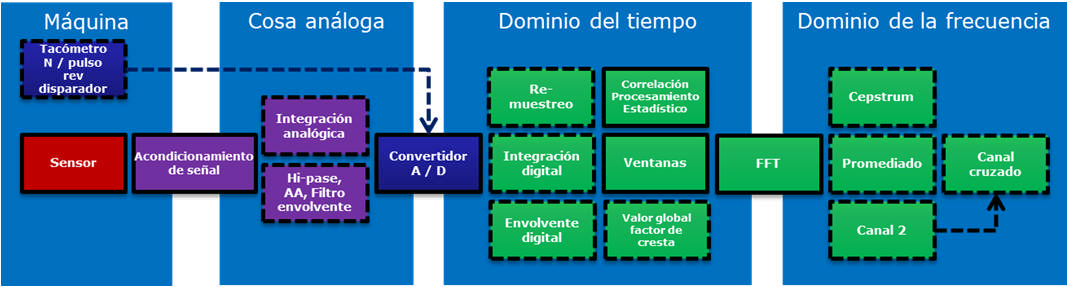 Máquina
Cosa análoga
Dominio del tiempo
Dominio de la frecuencia
Tacómetro
N / pulso
rev
disparador
Sensor
Acondicionamiento
de señal
Integración
analógica
Hi-pase,
AA, Filtro
envolvente
Convertidor
A / D
Re-
muestreo
Correlación
Procesamiento
Estadístico
Integración
digital
Ventanas
Envolvente
digital
Valor global
factor de
cresta
FFT
Cepstrum
Promediado
Canal
cruzado
Canal 2